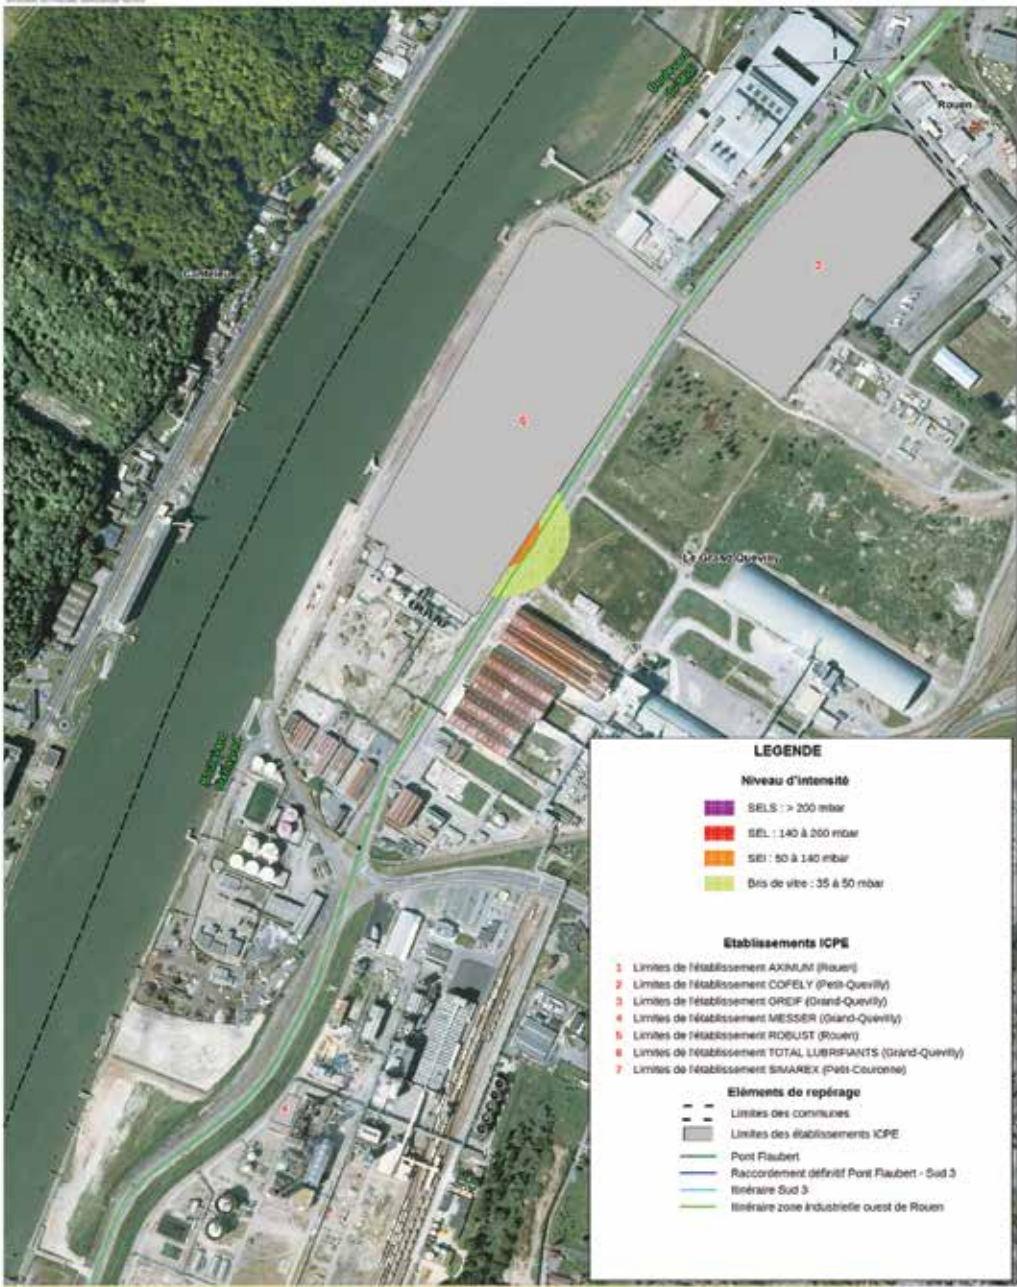 Rouen
Canteleu
3
6
Le Grand-Quevilly
4
LEGENDE
Niveau d'intensité
SELS : > 200 mbar
SEL : 140 à 200 mbar
SEI : 50 à 140 mbar
Bris de vitre : 35 à 50 mbar
Etablissements ICPE
1 Limites de l'établissement AXIMUM (Rouen)
2 Limites de l'établissement COFELY (Petit-Quevilly)
3 Limites de l'établissement GREIF (Grand-Quevilly)
4 Limites de l'établissement MESSER (Grand-Quevilly)
5 Limites de l'établissement ROBUST (Rouen)
6 Limites de l'établissement TOTAL LUBRIFIANTS (Grand-Quevilly)
7 Limites de l'établissement SIMAREX (Petit-Couronne)
Eléments de repérage
Limites des communes
Limites des établissements ICPE
Pont Flaubert
Raccordement définitif Pont Flaubert - Sud 3
Itinéraire Sud 3
Itinéraire zone industrielle ouest de Rouen